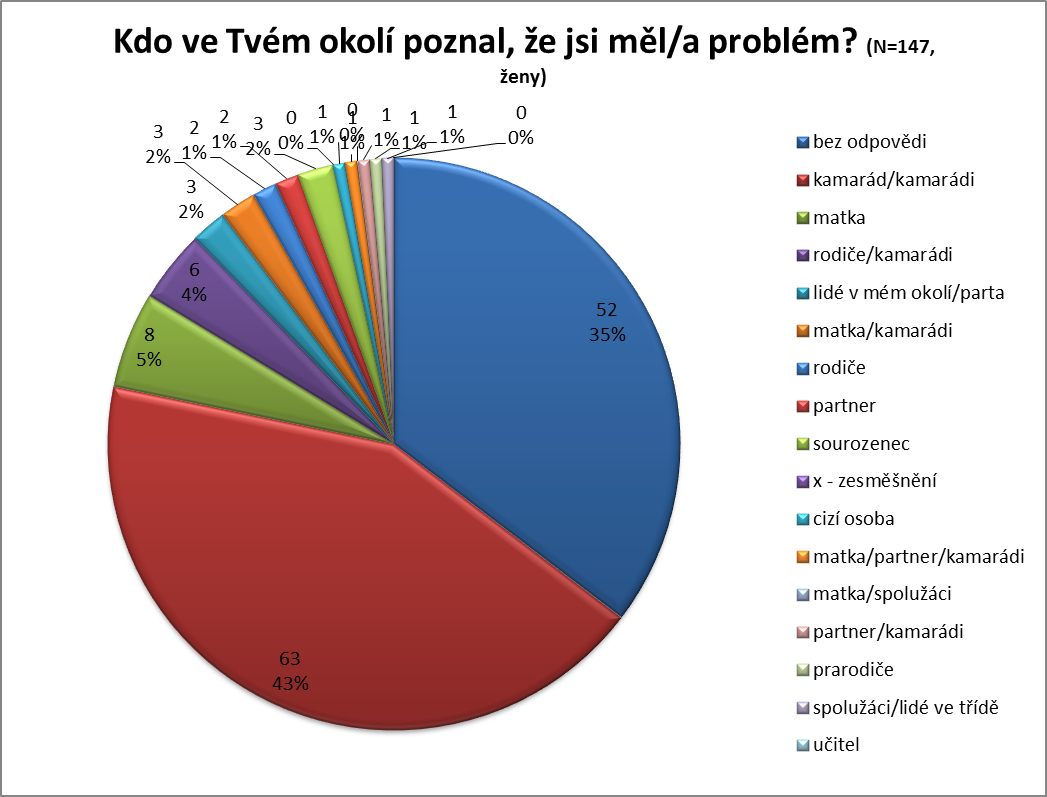 Kdo ve Tvém okolí poznal, že jsi měl/a problém? (N=147,
ženy)
52
35%
63
43%
8
5%
6
4%
3
2%
3
2%
2
1%
2
1%
3
2%
0
0%
1
1%
1
1%
0
0%
1
1%
1
1%
1
1%
0
0%
bez odpovědi
kamarád/kamarádi
matka
rodiče/kamarádi
lidé v mém okolí/parta
matka/kamarádi
rodiče
partner
sourozenec
x - zesměšnění
cizí osoba
matka/partner/kamarádi
matka/spolužáci
partner/kamarádi
prarodiče
spolužáci/lidé ve třídě
učitel